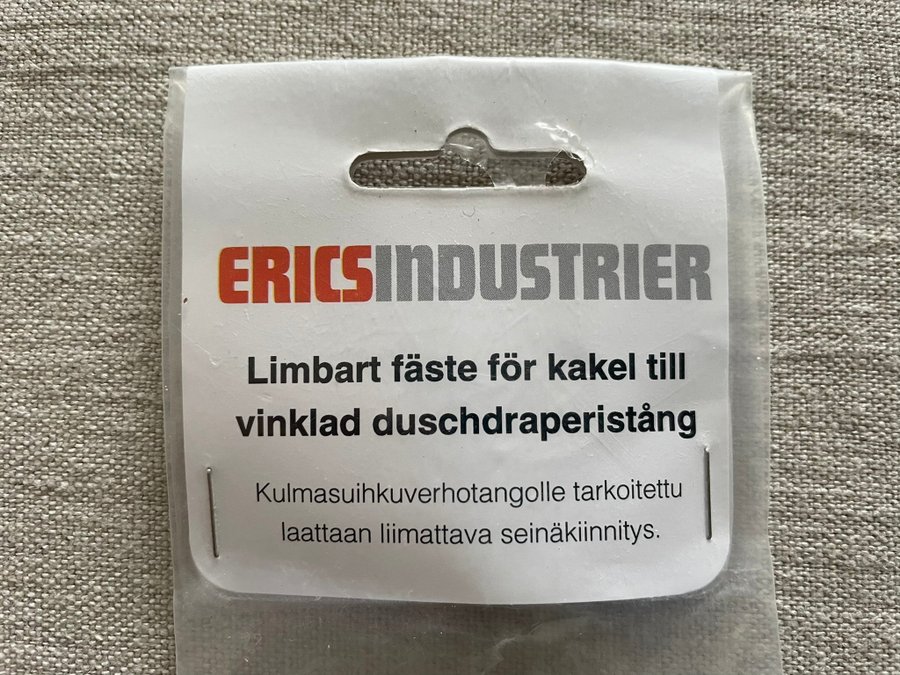 ERICSINDUSTRIER
Limbart fäste för kakel till
vinklad duschdraperistång
Kulmasuihkuverhotangolle tarkoitettu
laattaan liimattava seinäkiinnitys.